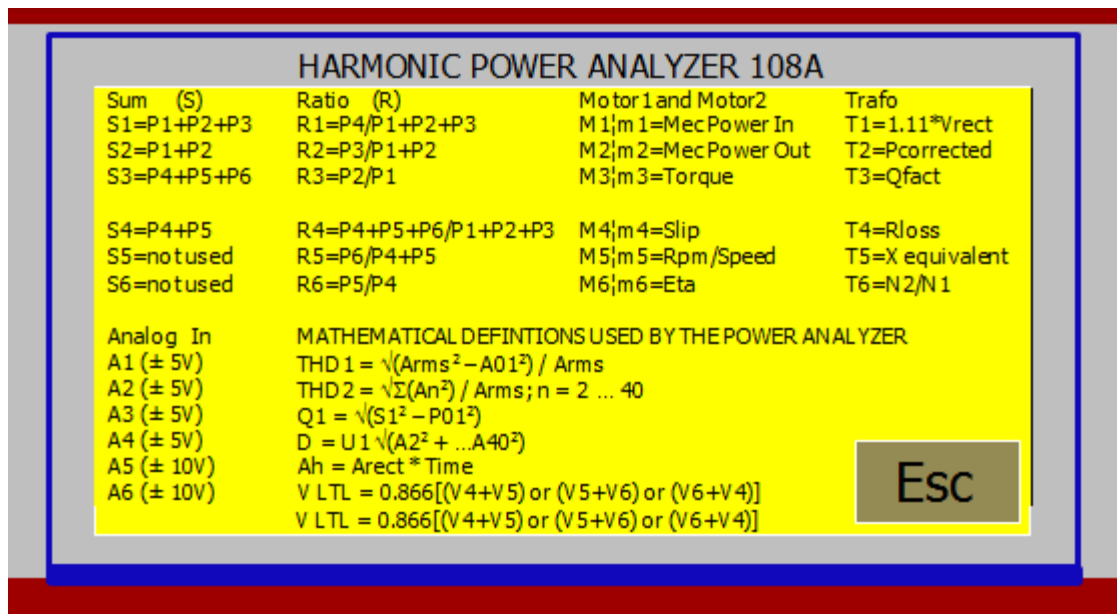 HARMONIC POWER ANALYZER 108A
Sum (S) Ratio (R) Motor1 and Motor2 Trafo
S1=P1+P2+P3 R1=P4/P1+P2+P3 M1¦m1=MecPower In T1=1.11*Vrect
S2=P1+P2 R2=P3/P1+P2 M2¦m2=MecPower Out T2=Pcorrected
S3=P4+P5+P6 R3=P2/P1 M3¦m3=Torque T3=Qfact
S4=P4+P5 R4=P4+P5+P6/P1+P2+P3 M4¦m4=Slip T4=Rloss
S5=not used R5=P6/P4+P5 M5¦m5=Rpm/Speed T5=X equivalent
S6=not used R6=P5/P4 M6¦m6=Eta T6=N2/N1
Analog In MATHEMATICAL DEFINTIONS USED BY THE POWER ANALYZER
A1 (± 5V) THD1 = √(Arms² – A01²) / Arms
A2 (± 5V) THD2 = √Σ(An²) / Arms; n = 2 ... 40
A3 (± 5V) Q1 = √(S1² – P01²)
A4 (± 5V) D = U1√(A2² + ...A40²)
A5 (± 10V) Ah = Arect * Time
A6 (± 10V) V LTL = 0.866[(V4+V5) or (V5+V6) or (V6+V4)]
V LTL = 0.866[(V4+V5) or (V5+V6) or (V6+V4)]
Esc